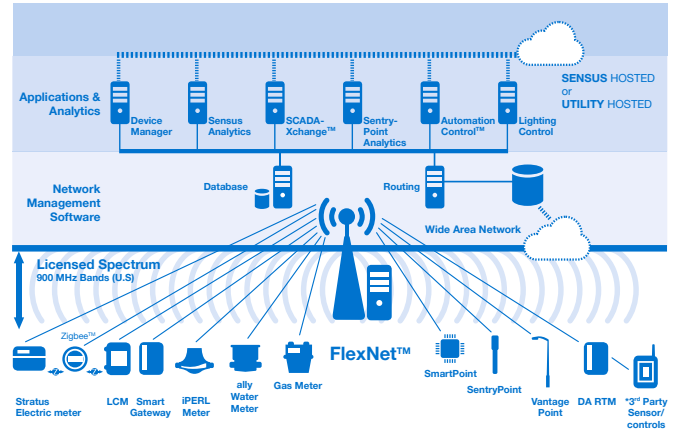 SENSUS HOSTED
or
UTILITY HOSTED
Applications &
Analytics
Device
Manager
Sensus
Analytics
SCADA-
Xchange™
Sentry-
Point
Analytics
Automation
Control™
Lighting
Control
Network
Management
Software
Database
Routing
Wide Area Network
Licensed Spectrum
900 MHz Bands (U.S)
Zigbee™
FlexNet™
Stratus
Electric meter
LCM
Smart
Gateway
iPERL
Meter
ally
Water
Meter
Gas Meter
SmartPoint
SentryPoint
Vantage
Point
DA RTM
*3rd Party
Sensor/
controls